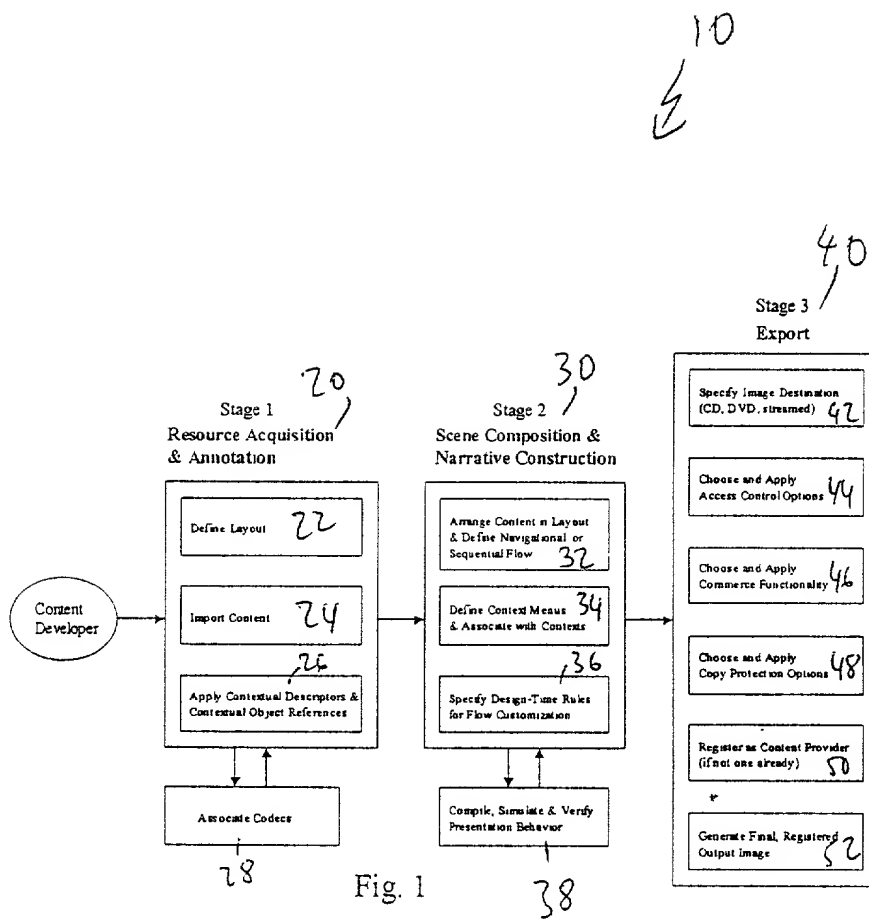 10
40
Stage 3
Export
20
30
Stage 1
Resource Acquisition
& Annotation
Stage 2
Scene Composition &
Narrative Construction
Specify Image Destination
(CD, DVD, streamed) 42
Define Layout 22
Arrange Content in Layout
& Define Navigational or
Sequential Flow 32
Choose and Apply
Access Control Options 44
Content
Developer
Import Content 24
Define Context Menus 34
& Associate with Contexts
Choose and Apply
Commerce Functionality 46
26
Apply Contextual Descriptors &
Contextual Object References
36
Specify Design-Time Rules
for Flow Customization
Choose and Apply
Copy Protection Options 48
Register as Content Provider
(if not one already) 50
Associate Codecs
28
Compile, Simulate & Verify
Presentation Behavior
38
Generate Final, Registered
Output Image 52
Fig. 1